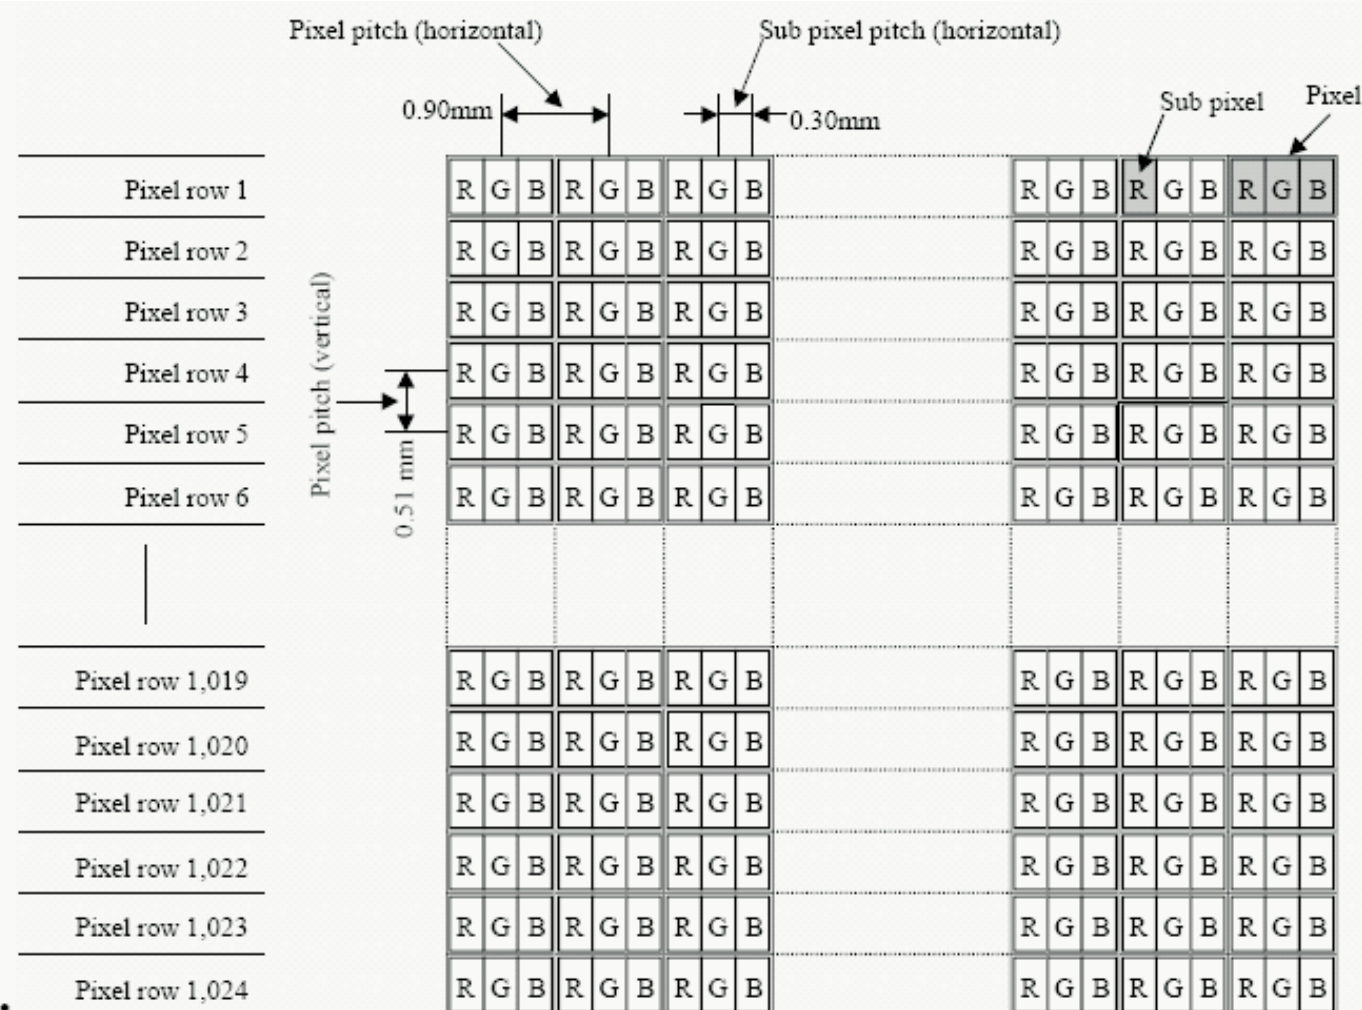 Pixel pitch (horizontal)
Sub pixel pitch (horizontal)
0.90mm
0.30mm
Sub pixel
Pixel
Pixel row 1
R G B R G B R G B R G B R G B R G B
Pixel row 2
R G B R G B R G B R G B R G B R G B
Pixel row 3
R G B R G B R G B R G B R G B R G B
Pixel pitch (vertical)
Pixel row 4
R G B R G B R G B R G B R G B R G B
0.51 mm
Pixel row 5
R G B R G B R G B R G B R G B R G B
Pixel row 6
R G B R G B R G B R G B R G B R G B
Pixel row 1,019
R G B R G B R G B R G B R G B R G B
Pixel row 1,020
R G B R G B R G B R G B R G B R G B
Pixel row 1,021
R G B R G B R G B R G B R G B R G B
Pixel row 1,022
R G B R G B R G B R G B R G B R G B
Pixel row 1,023
R G B R G B R G B R G B R G B R G B
Pixel row 1,024
R G B R G B R G B R G B R G B R G B